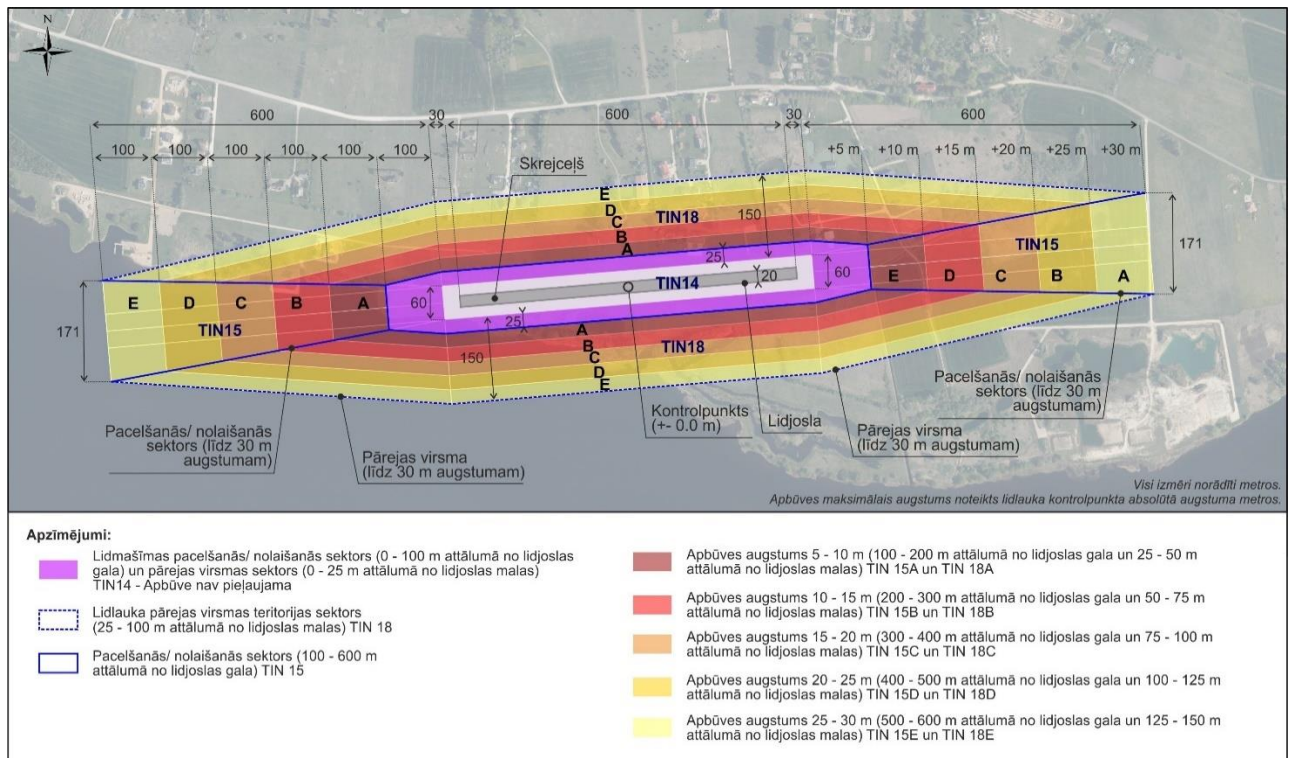 N
600
30
600
30
600
100
100
100
100
100
100
+5 m
+10 m
+15 m
+20 m
+25 m
+30 m
Skrejceļš
E
D
C
B
A
TIN18
150
25
20
60
TIN14
60
25
171
E
D
C
B
A
TIN15
E
D
C
B
A
TIN15
171
150
A
B
C
D
E
TIN18
Pacelšanās/ nolaišanās
sektors (līdz 30 m
augstumam)
Pārejas virsma
(līdz 30 m augstumam)
Kontrolpunkts
(+- 0.0 m)
Lidjosla
Pārejas virsma
(līdz 30 m augstumam)
Pacelšanās/ nolaišanās
sektors (līdz 30 m
augstumam)
Visi izmēri norādīti metros.
Apbūves maksimālais augstums noteikts lidlauka kontrolpunkta absolūtā augstuma metros.
Apzīmējumi:
Lidmašīmas pacelšanās/ nolaišanās sektors (0 - 100 m attālumā no lidjoslas
gala) un pārejas virsmas sektors (0 - 25 m attālumā no lidjoslas malas)
TIN14 - Apbūve nav pieļaujama
Lidlauka pārejas virsmas teritorijas sektors
(25 - 100 m attālumā no lidjoslas malas) TIN 18
Pacelšanās/ nolaišanās sektors (100 - 600 m
attālumā no lidjoslas gala) TIN 15
Apbūves augstums 5 - 10 m (100 - 200 m attālumā no lidjoslas gala un 25 - 50 m
attālumā no lidjoslas malas) TIN 15A un TIN 18A
Apbūves augstums 10 - 15 m (200 - 300 m attālumā no lidjoslas gala un 50 - 75 m
attālumā no lidjoslas malas) TIN 15B un TIN 18B
Apbūves augstums 15 - 20 m (300 - 400 m attālumā no lidjoslas gala un 75 - 100 m
attālumā no lidjoslas malas) TIN 15C un TIN 18C
Apbūves augstums 20 - 25 m (400 - 500 m attālumā no lidjoslas gala un 100 - 125 m
attālumā no lidjoslas malas) TIN 15D un TIN 18D
Apbūves augstums 25 - 30 m (500 - 600 m attālumā no lidjoslas gala un 125 - 150 m
attālumā no lidjoslas malas) TIN 15E un TIN 18E